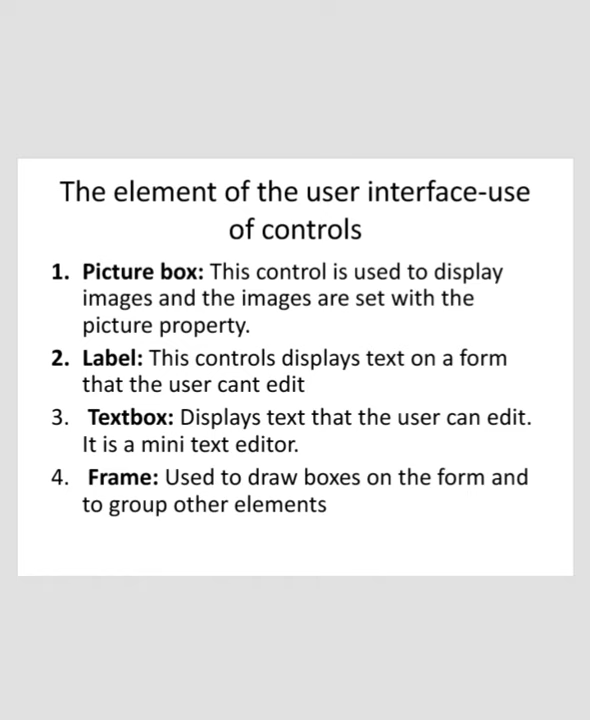 The element of the user interface-use
of controls
1. Picture box: This control is used to display
images and the images are set with the
picture property.
2. Label: This controls displays text on a form
that the user cant edit
3. Textbox: Displays text that the user can edit.
It is a mini text editor.
4. Frame: Used to draw boxes on the form and
to group other elements